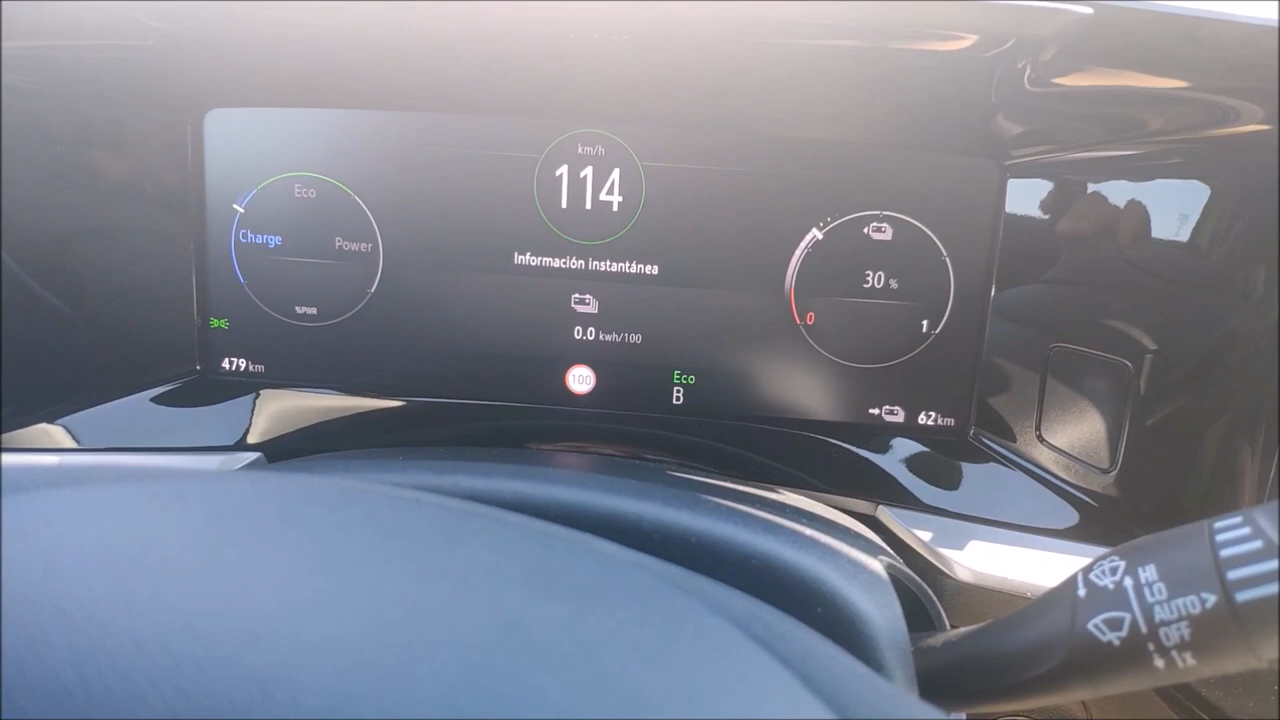 km/h
114
Eco
Charge
Power
%PWR
Información instantánea
30 %
0
1
0.0 kwh/100
479 km
100
Eco
B
62 km
HI
LO
AUTO
OFF
1x